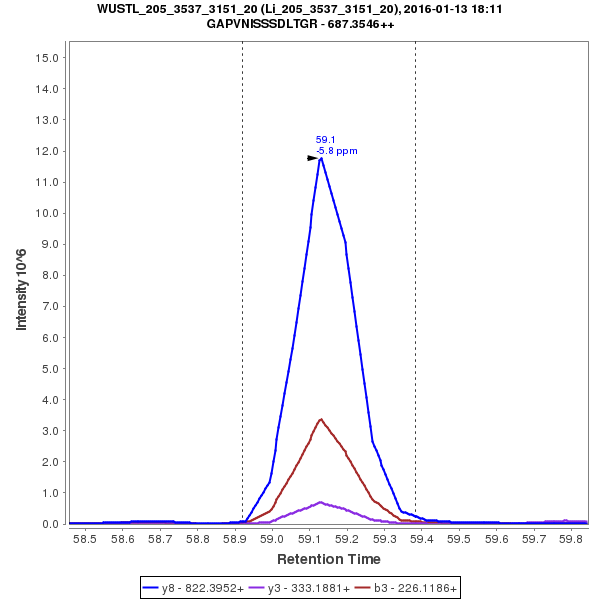 WUSTL_205_3537_3151_20 (Li_205_3537_3151_20), 2016-01-13 18:11
GAPVNISSSDLTGR - 687.3546++
Intensity 10^6
15.0
14.0
13.0
12.0
11.0
10.0
9.0
8.0
7.0
6.0
5.0
4.0
3.0
2.0
1.0
0.0
59.1
-5.8 ppm
58.5 58.6 58.7 58.8 58.9 59.0 59.1 59.2 59.3 59.4 59.5 59.6 59.7 59.8
Retention Time
y8 - 822.3952+ y3 - 333.1881+ b3 - 226.1186+